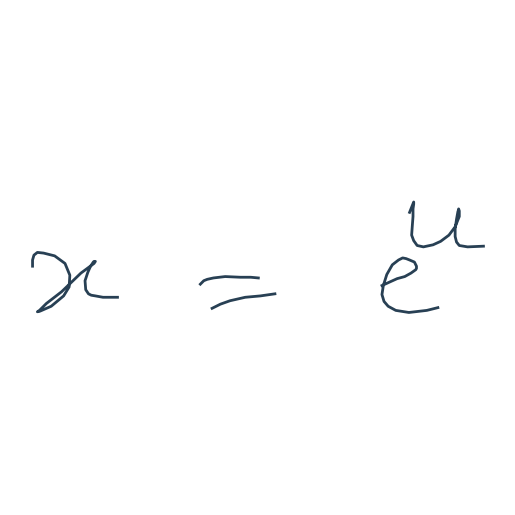 x = e^u